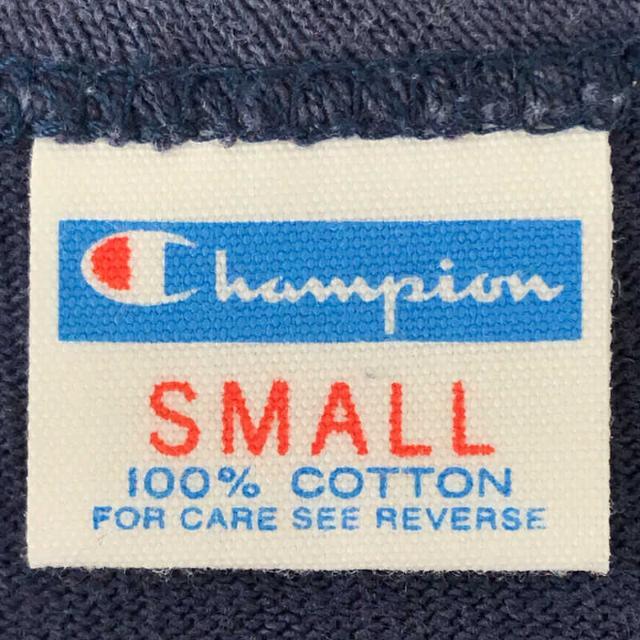 Champion
SMALL
100% COTTON
FOR CARE SEE REVERSE